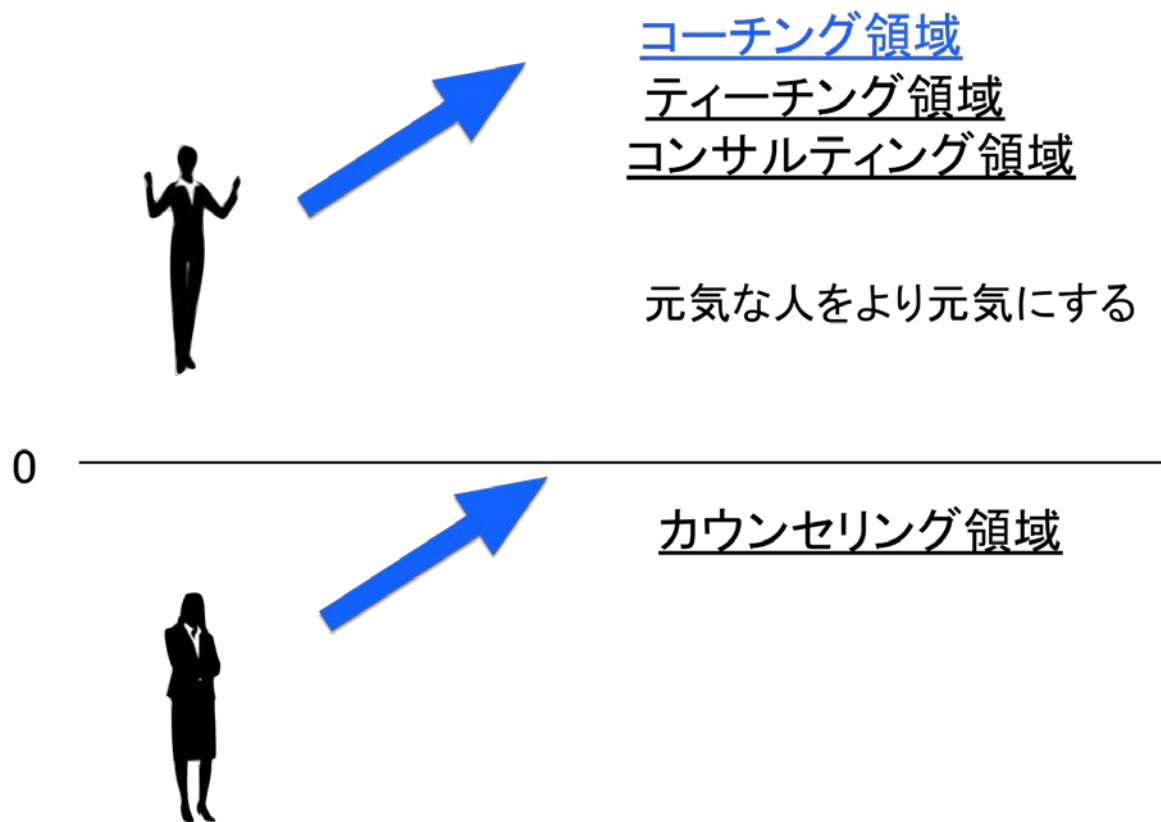 コーチング領域
ティーチング領域
コンサルティング領域
元気な人をより元気にする
0
カウンセリング領域